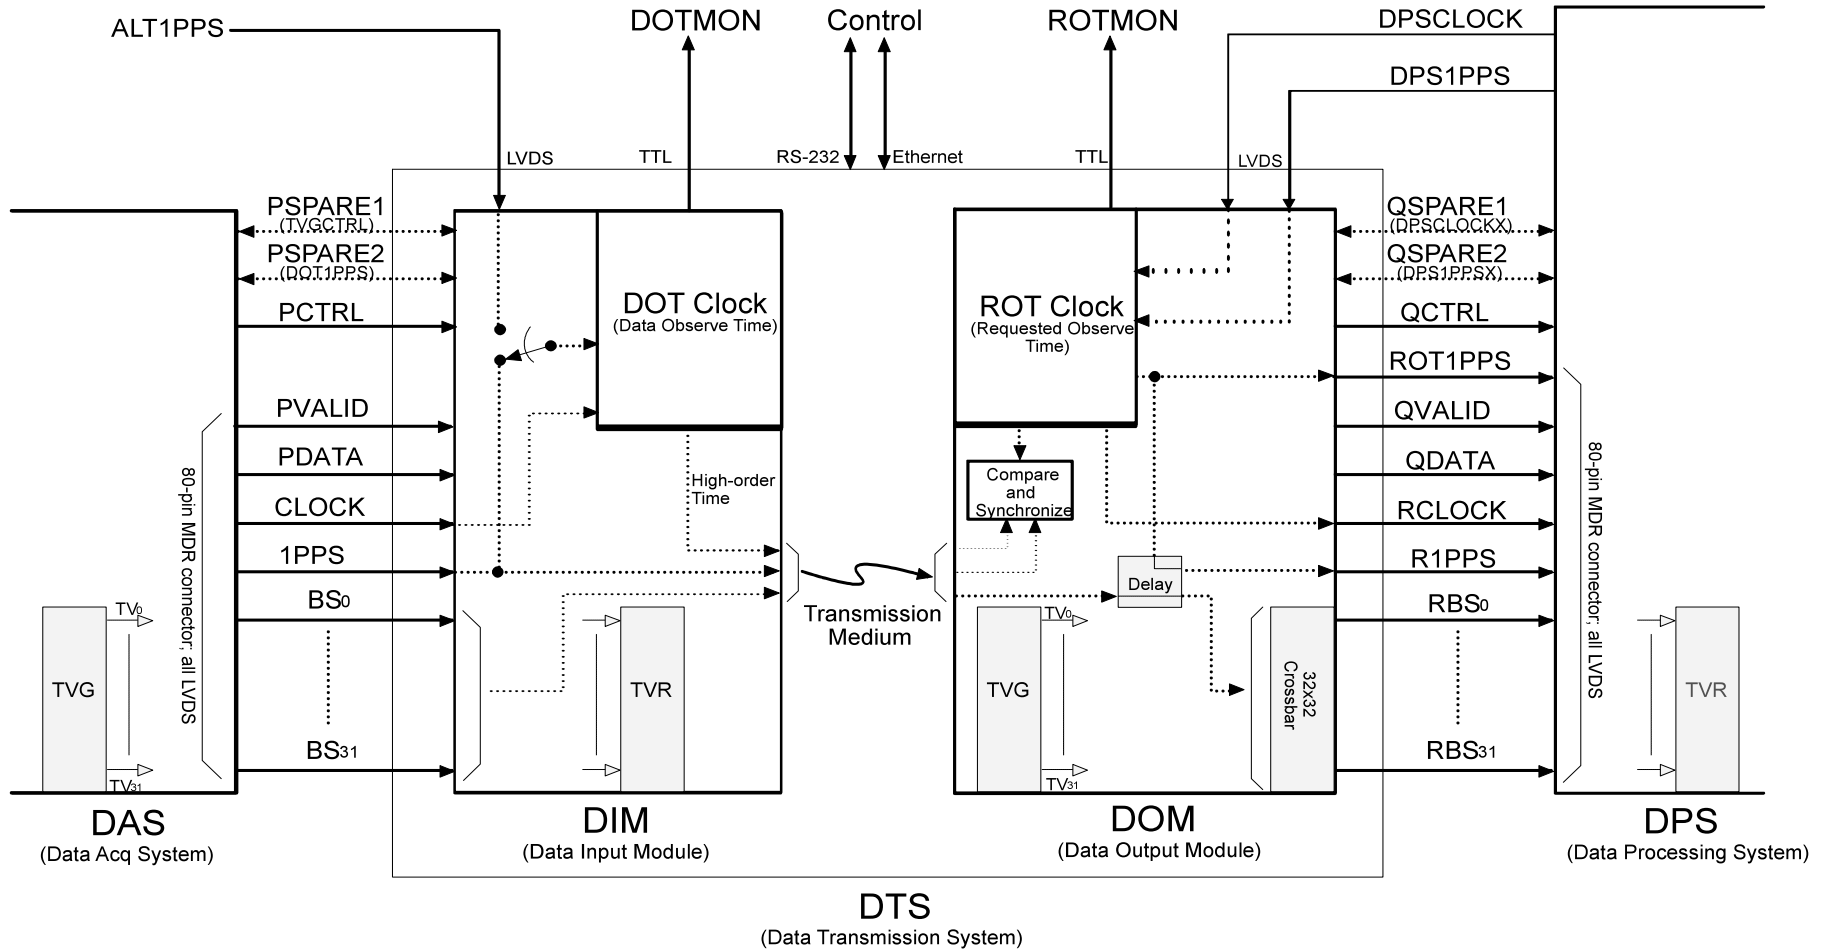 ALT1PPS
DOTMON
Control
ROTMON
DPSCLOCK
DPS1PPS
LVDS
TTL
RS-232
Ethernet
TTL
LVDS
PSPARE1
(TVGCTRL)
PSPARE2
(DOT1PPS)
PCTRL
PVALID
PDATA
CLOCK
1PPS
BS0
BS31
80-pin MDR connector; all LVDS
TVG
TV0
TV31
DAS
(Data Acq System)
DOT Clock
(Data Observe Time)
High-order
Time
TVR
DIM
(Data Input Module)
Transmission
Medium
ROT Clock
(Requested Observe
Time)
Compare
and
Synchronize
Delay
TVG
TV0
TV31
32x32
Crossbar
DOM
(Data Output Module)
QSPARE1
(DPSCLOCKX)
QSPARE2
(DPS1PPSX)
QCTRL
ROT1PPS
QVALID
QDATA
RCLOCK
R1PPS
RBS0
RBS31
80-pin MDR connector; all LVDS
TVR
DPS
(Data Processing System)
DTS
(Data Transmission System)